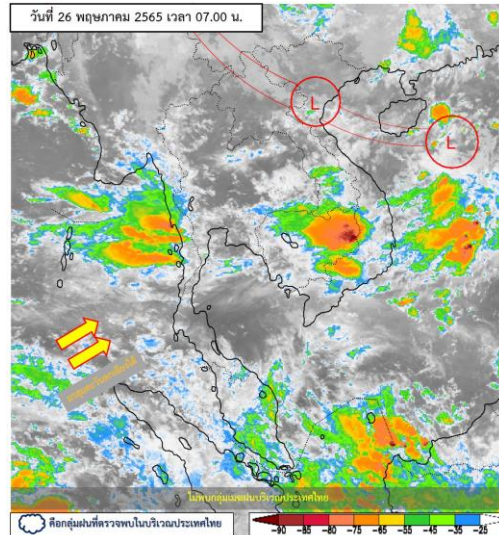 วันที่ 26 พฤษภาคม 2565 เวลา 07.00 น.
L
L
ไม่พบกลุ่มเมฆฝนบริเวณประเทศไทย
คือกลุ่มฝนที่ตรวจพบในบริเวณประเทศไทย
-90 -85 -80 -75 -65 -55 -45 -35 -25